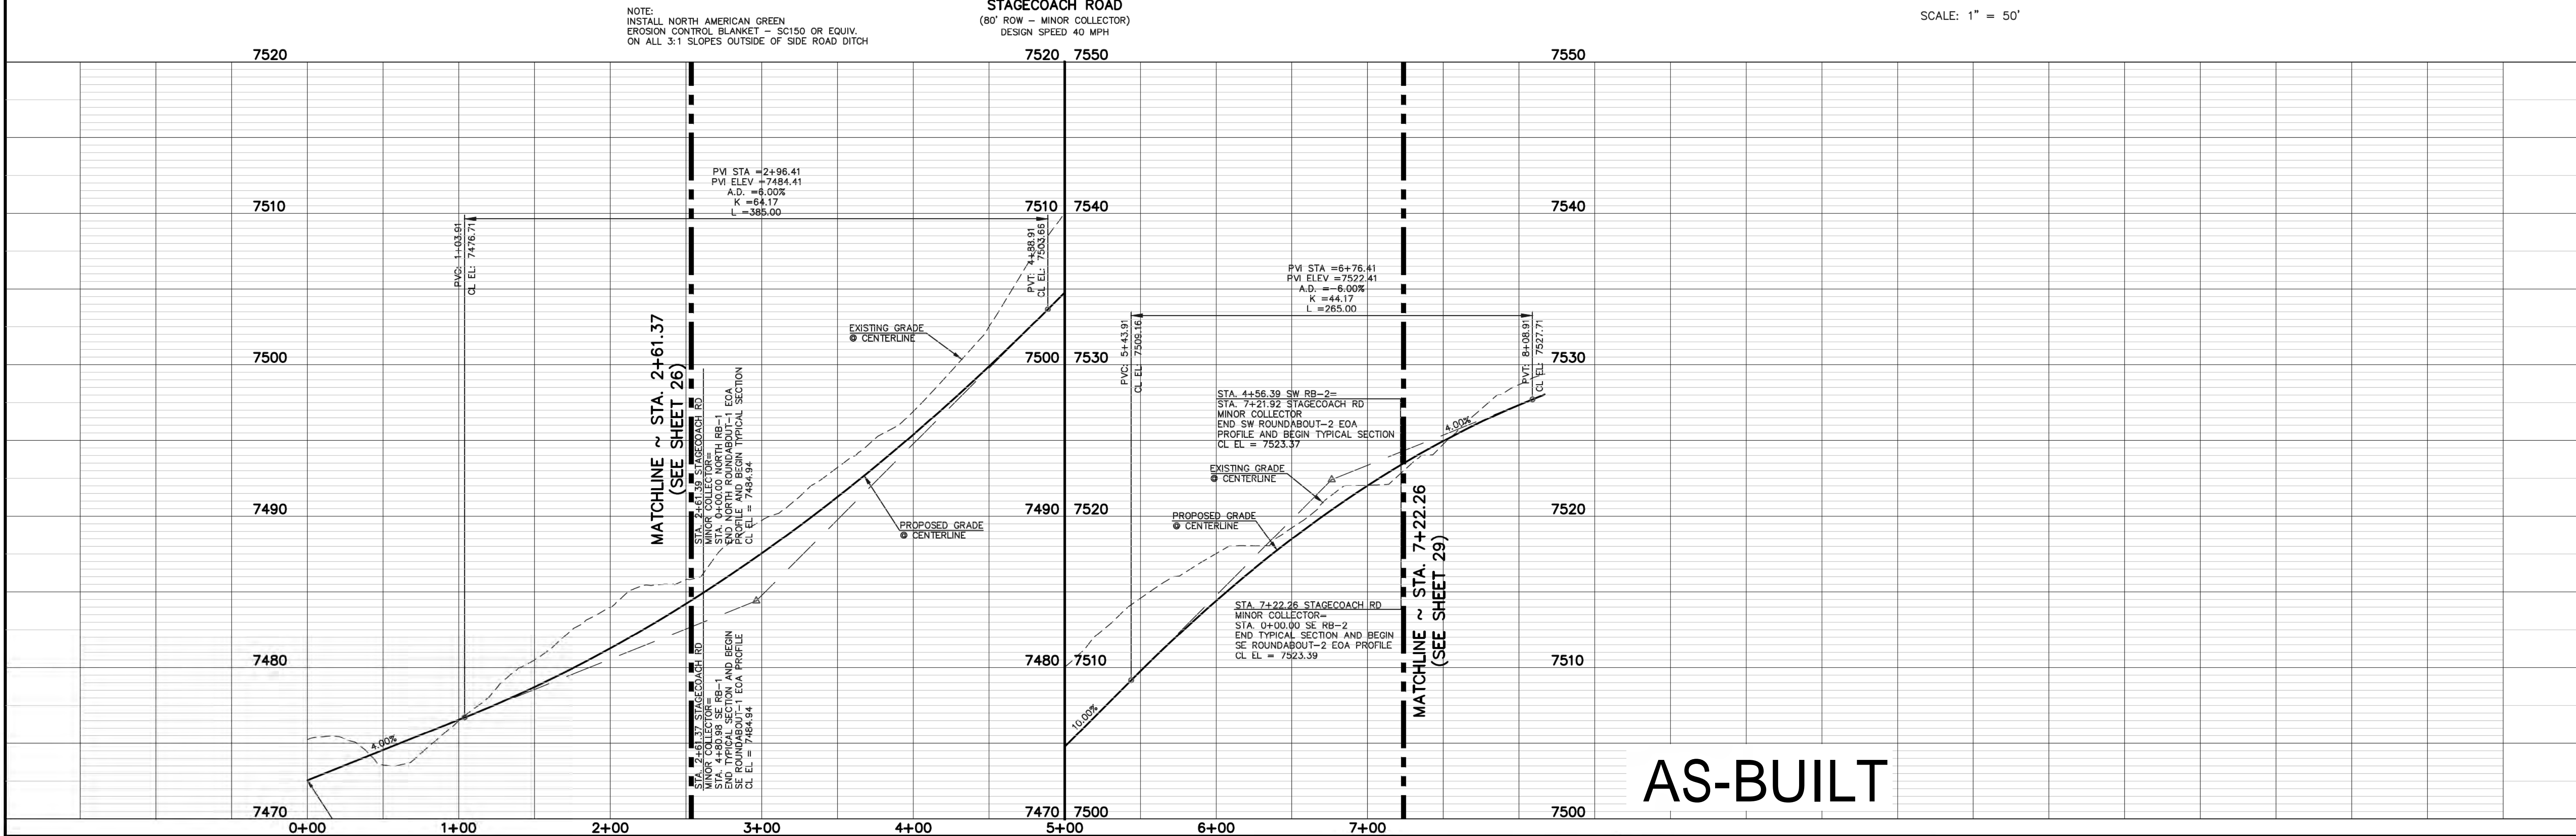 NOTE:
INSTALL NORTH AMERICAN GREEN
EROSION CONTROL BLANKET – SC150 OR EQUIV.
ON ALL 3:1 SLOPES OUTSIDE OF SIDE ROAD DITCH
STAGECOACH ROAD
(80' ROW – MINOR COLLECTOR)
DESIGN SPEED 40 MPH
SCALE: 1" = 50'
7520
7520 7550
7550
PVI STA =2+96.41
PVI ELEV =7484.41
A.D. =6.00%
K =64.17
L =385.00
7510
7510 7540
7540
PVC: 1+03.91
CL EL: 7476.71
PVT: 4+88.91
CL EL: 7503.66
PVI STA =6+76.41
PVI ELEV =7522.41
A.D. =-6.00%
K =44.17
L =265.00
PVC: 5+43.91
CL EL: 7509.16
PVT: 8+08.91
CL EL: 7527.71
EXISTING GRADE
@ CENTERLINE
7500
7500 7530
7530
MATCHLINE ~ STA. 2+61.37
(SEE SHEET 26)
STA. 2+61.39 STAGECOACH RD
MINOR COLLECTOR=
STA. 0+00.00 NORTH RB-1
END NORTH ROUNDABOUT-1 EOA
PROFILE AND BEGIN TYPICAL SECTION
CL EL = 7484.94
STA. 4+56.39 SW RB-2=
STA. 7+21.92 STAGECOACH RD
MINOR COLLECTOR
END SW ROUNDABOUT-2 EOA
PROFILE AND BEGIN TYPICAL SECTION
CL EL = 7523.37
4.00%
EXISTING GRADE
@ CENTERLINE
7490
7490 7520
7520
PROPOSED GRADE
@ CENTERLINE
PROPOSED GRADE
@ CENTERLINE
MATCHLINE ~ STA. 7+22.26
(SEE SHEET 29)
STA. 7+22.26 STAGECOACH RD
MINOR COLLECTOR=
STA. 0+00.00 SE RB-2
END TYPICAL SECTION AND BEGIN
SE ROUNDABOUT-2 EOA PROFILE
CL EL = 7523.39
7480
7480 7510
7510
STA. 2+61.37 STAGECOACH RD
MINOR COLLECTOR=
STA. 4+80.98 SE RB-1
END TYPICAL SECTION AND BEGIN
SE ROUNDABOUT-1 EOA PROFILE
CL EL = 7484.94
4.00%
10.00%
AS-BUILT
7470
7470 7500
7500
0+00 1+00 2+00 3+00 4+00 5+00 6+00 7+00